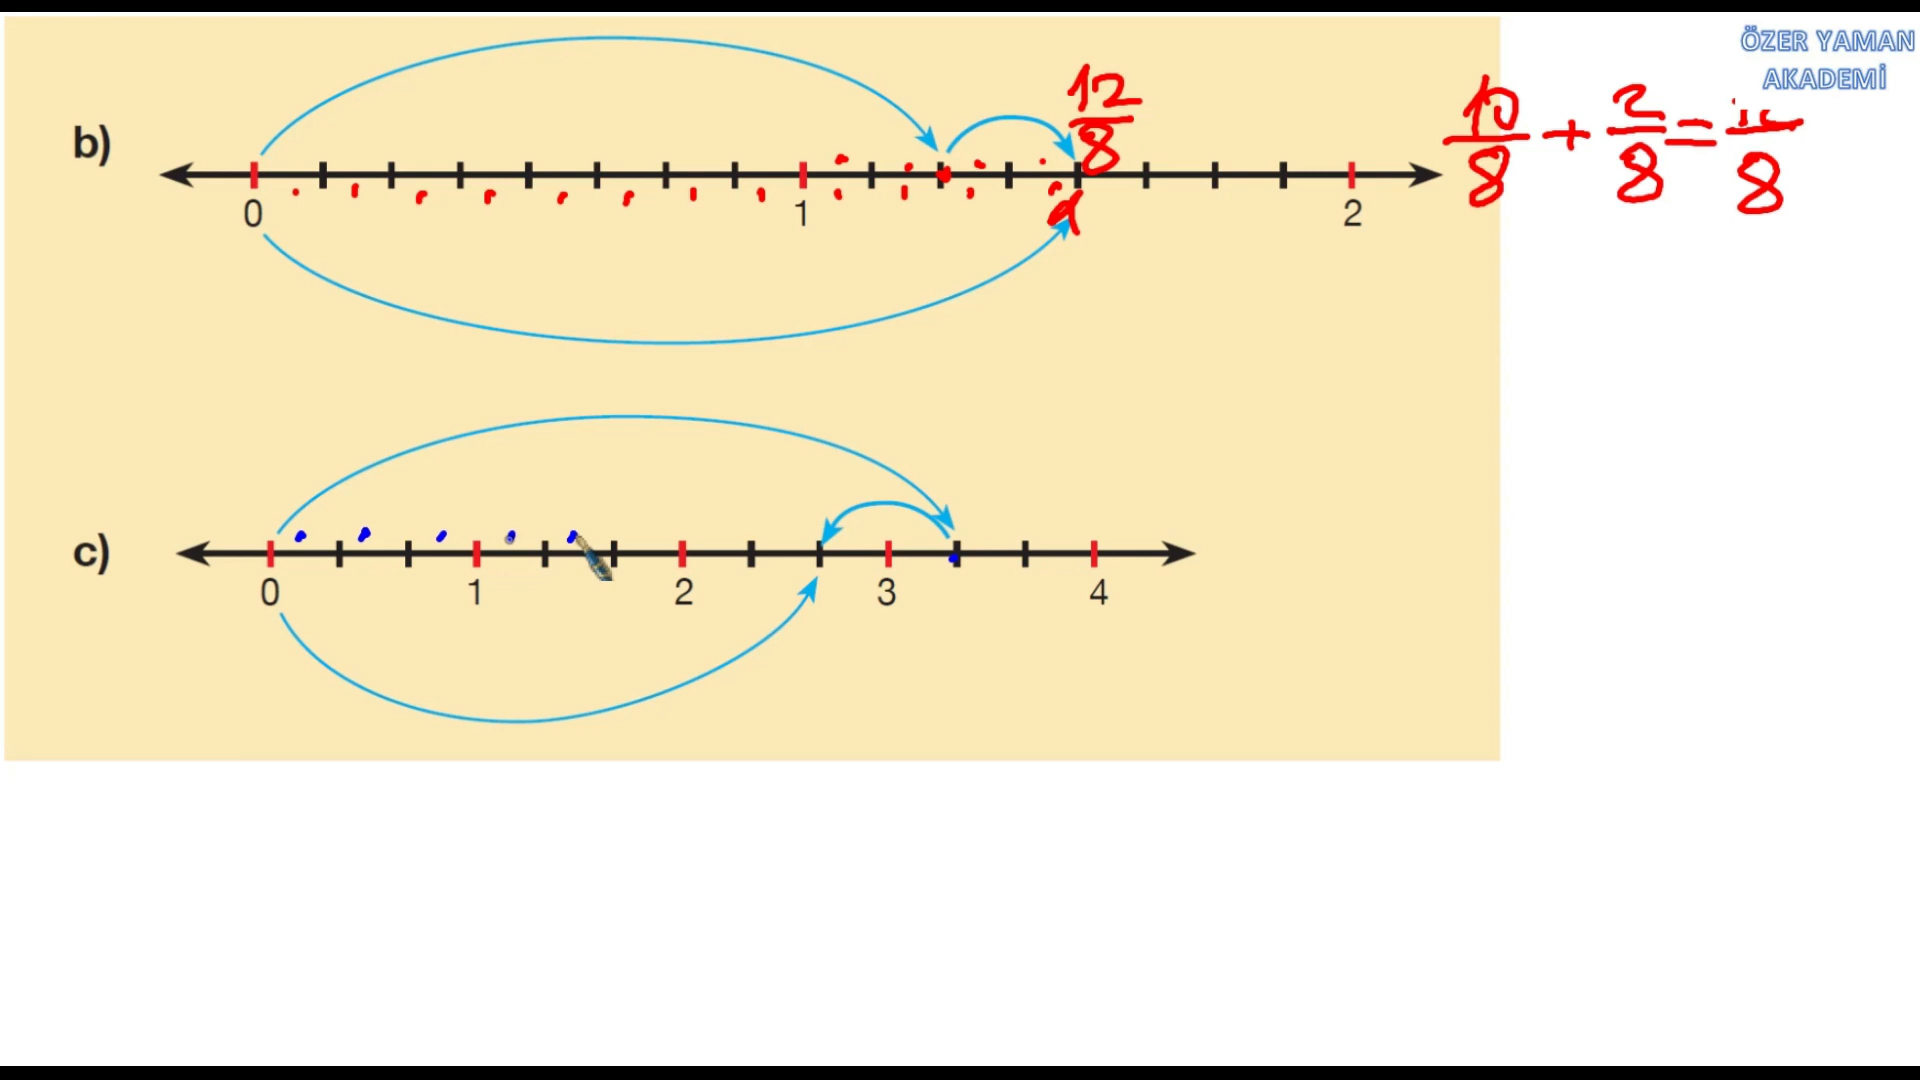 ÖZER YAMAN
AKADEMİ
b)
12
8
10/8 + 2/8 = /8
0 1 2
c)
0 1 2 3 4